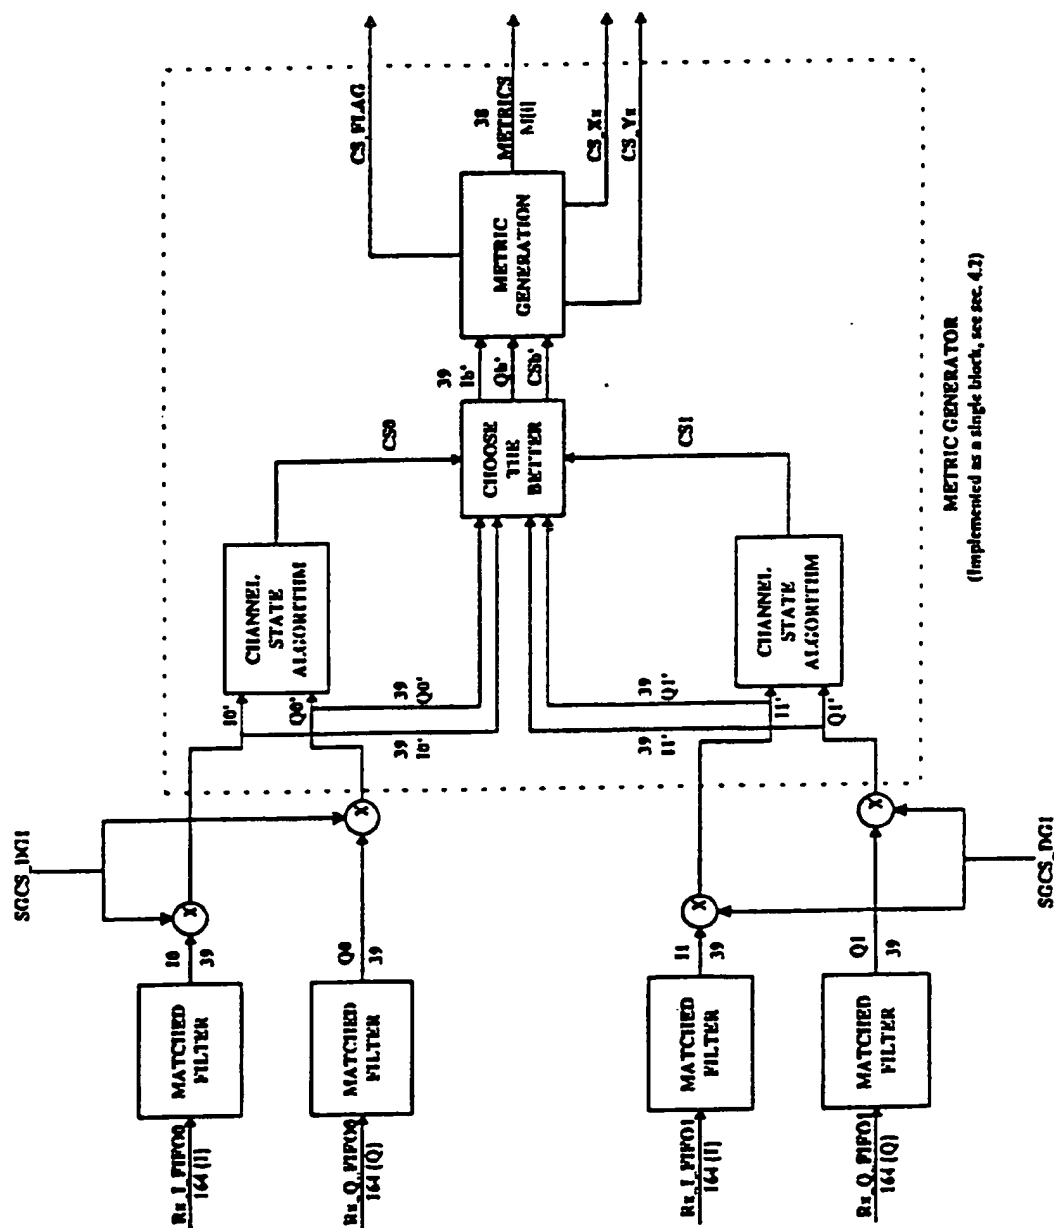 CS_FLAG
38
METRICS
M[i]
CS_Xn
CS_Yn
METRIC
GENERATION
39
Ib'
Qb'
CSb'
CHOOSE
THE
BETTER
CS0
CS1
CHANNEL
STATE
ALGORITHM
CHANNEL
STATE
ALGORITHM
I0'
Q0'
39
Q0'
39
I0'
39
Q1'
39
I1'
I1'
Q1'
METRIC GENERATOR
(Implemented as a single block, see sec. 4.2)
SGCS_DG1
SGCS_DG1
X
X
X
X
I0
39
Q0
39
I1
39
Q1
39
MATCHED
FILTER
MATCHED
FILTER
MATCHED
FILTER
MATCHED
FILTER
Rx_I_FIFO0
164 (I)
Rx_Q_FIFO0
164 (Q)
Rx_I_FIFO1
164 (I)
Rx_Q_FIFO1
164 (Q)